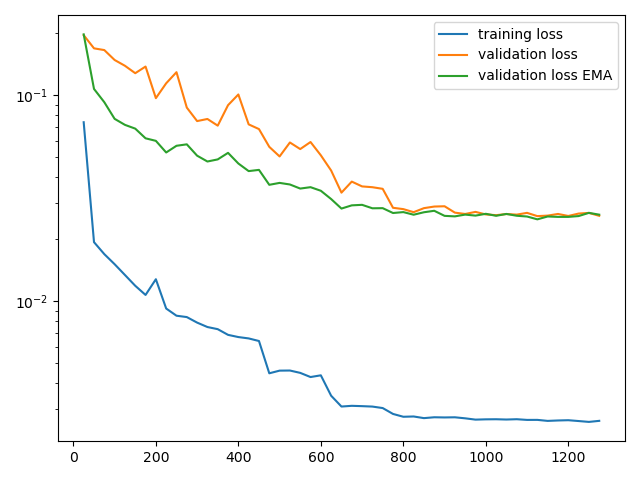 training loss
validation loss
validation loss EMA
10⁻¹
10⁻²
0 200 400 600 800 1000 1200